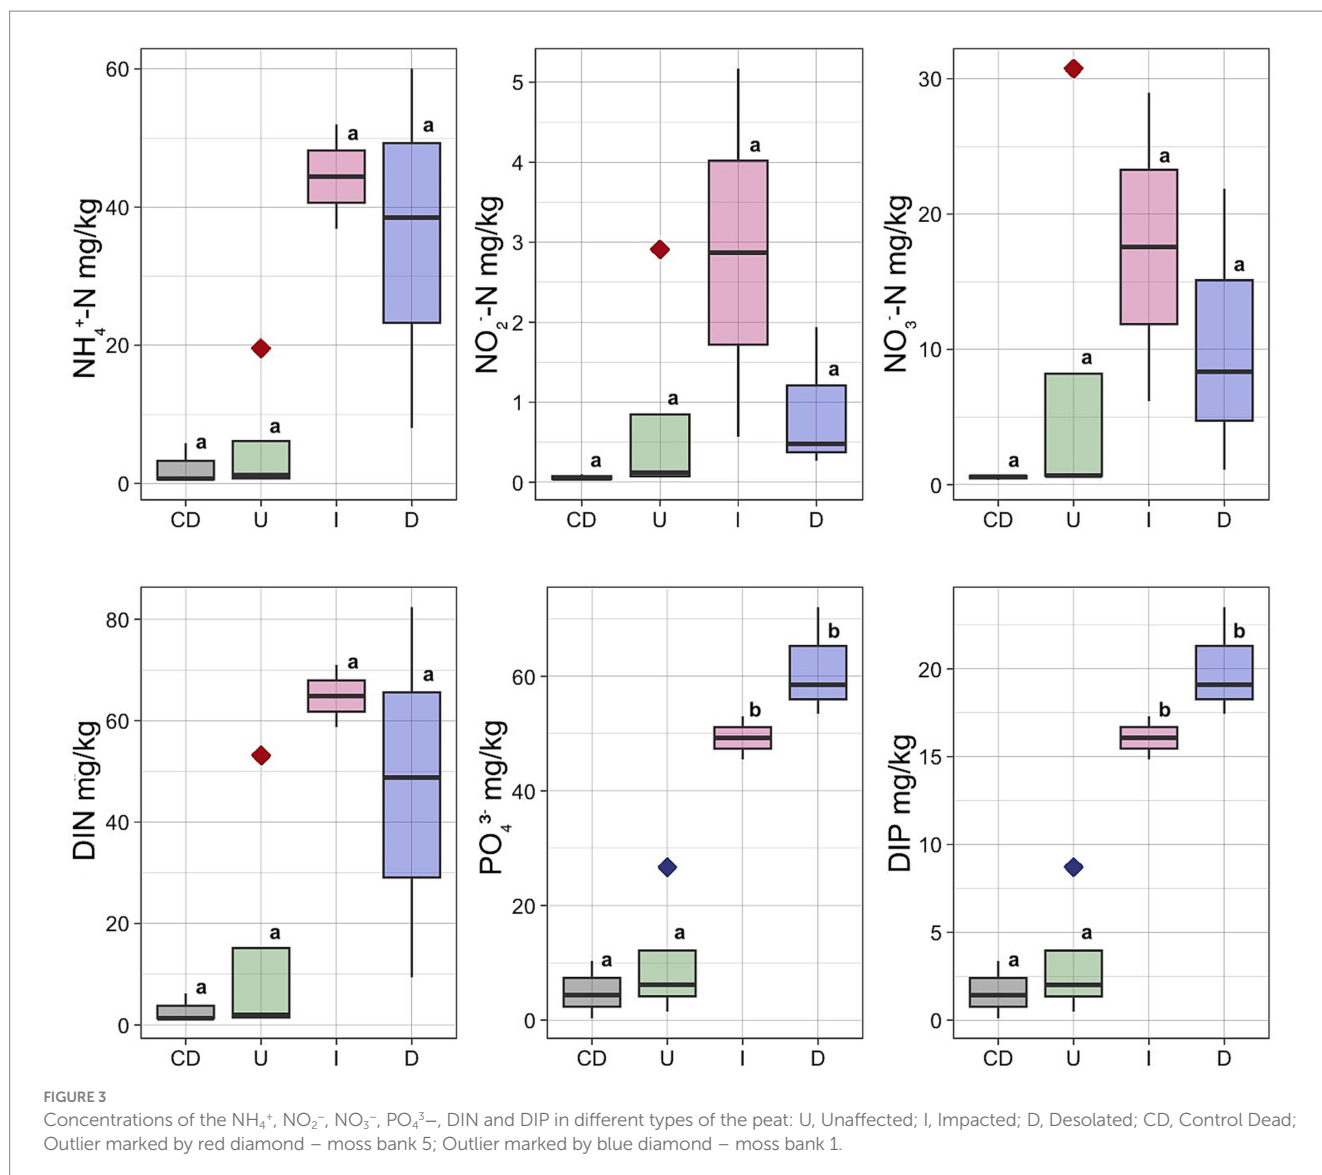 NH₄⁺-N mg/kg
60
40
20
0
a
a
a
a
CD U I D
NO₂⁻-N mg/kg
5
4
3
2
1
0
a
a
a
a
CD U I D
NO₃⁻-N mg/kg
30
20
10
0
a
a
a
a
CD U I D
DIN mg/kg
80
60
40
20
0
a
a
a
a
CD U I D
PO₄³⁻ mg/kg
60
40
20
0
a
a
b
b
CD U I D
DIP mg/kg
20
15
10
5
0
a
a
b
b
CD U I D
FIGURE 3
Concentrations of the NH₄⁺, NO₂⁻, NO₃⁻, PO₄³–, DIN and DIP in different types of the peat: U, Unaffected; I, Impacted; D, Desolated; CD, Control Dead;
Outlier marked by red diamond – moss bank 5; Outlier marked by blue diamond – moss bank 1.